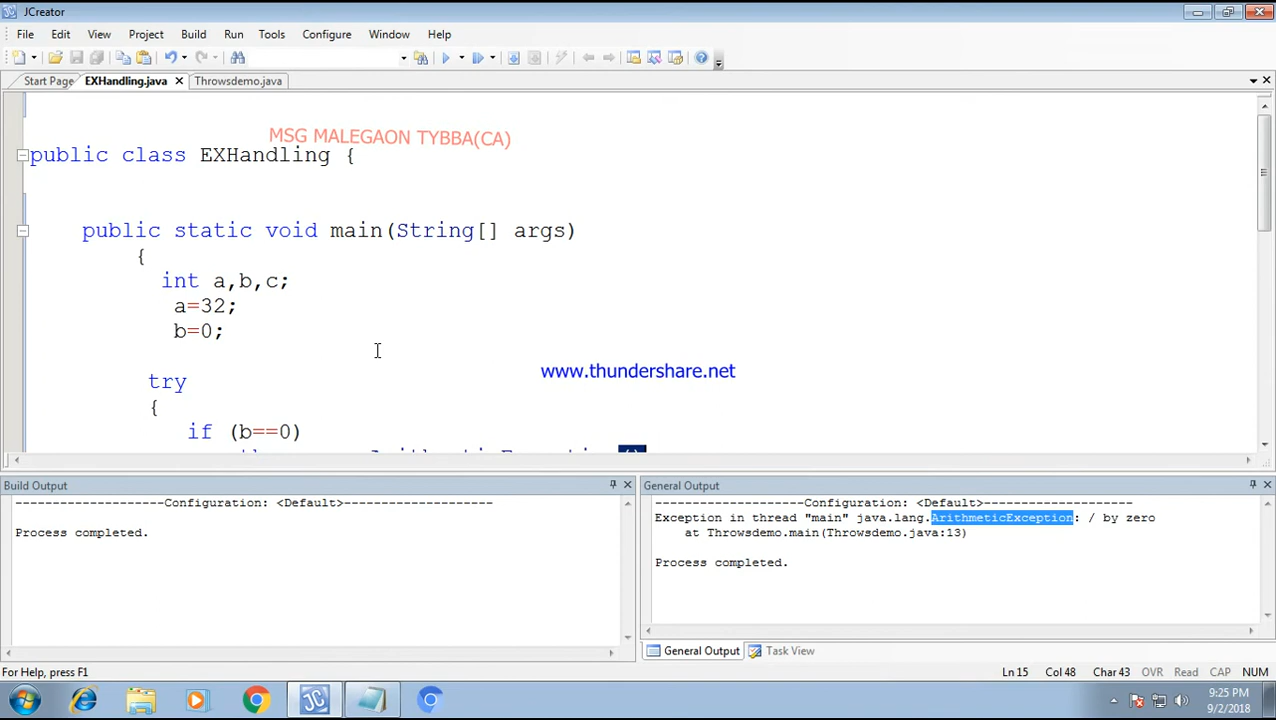 JCreator
File Edit View Project Build Run Tools Configure Window Help
Start Page EXHandling.java Throwsdemo.java
MSG MALEGAON TYBBA(CA)
public class EXHandling {
public static void main(String[] args)
{
int a,b,c;
a=32;
b=0;
www.thundershare.net
try
{
if (b==0)
Build Output
--------------------Configuration: <Default>--------------------
Process completed.
General Output
--------------------Configuration: <Default>--------------------
Exception in thread "main" java.lang.ArithmeticException: / by zero
at Throwsdemo.main(Throwsdemo.java:13)
Process completed.
General Output Task View
For Help, press F1
Ln 15 Col 48 Char 43 OVR Read CAP NUM
JC
9:25 PM
9/2/2018